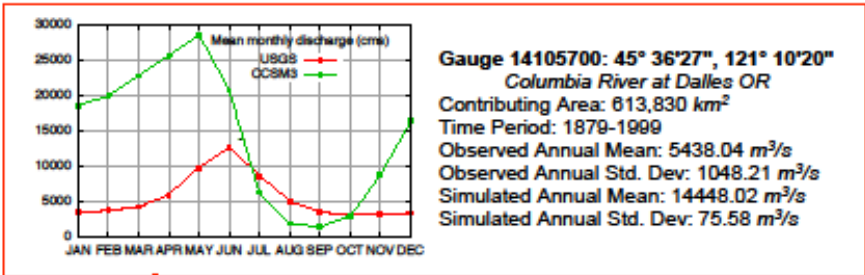 30000
25000
20000
15000
10000
5000
0
Mean monthly discharge (cms)
USGS
CCSM3
JAN FEB MAR APR MAY JUN JUL AUG SEP OCT NOV DEC
Gauge 14105700: 45° 36'27", 121° 10'20"
Columbia River at Dalles OR
Contributing Area: 613,830 km²
Time Period: 1879-1999
Observed Annual Mean: 5438.04 m³/s
Observed Annual Std. Dev: 1048.21 m³/s
Simulated Annual Mean: 14448.02 m³/s
Simulated Annual Std. Dev: 75.58 m³/s